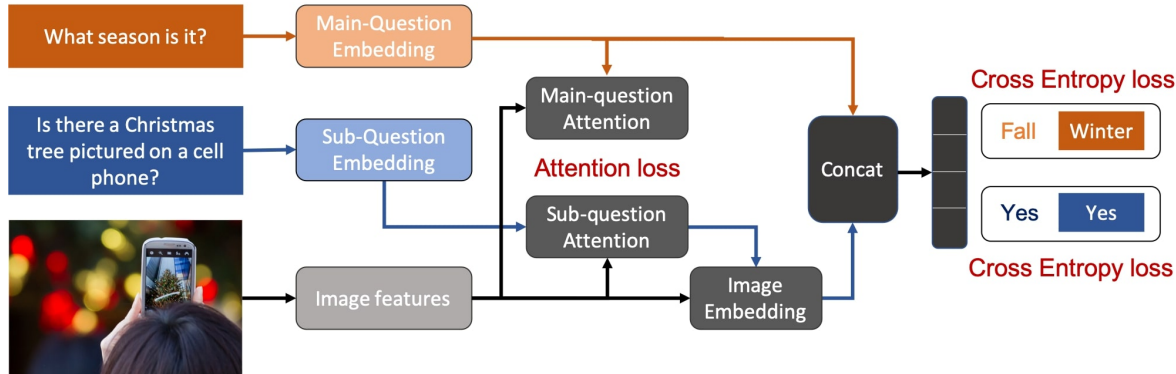 What season is it?
Main-Question
Embedding
Main-question
Attention
Cross Entropy loss
Fall
Winter
Is there a Christmas
tree pictured on a cell
phone?
Sub-Question
Embedding
Attention loss
Concat
Sub-question
Attention
Yes
Yes
Cross Entropy loss
Image features
Image
Embedding